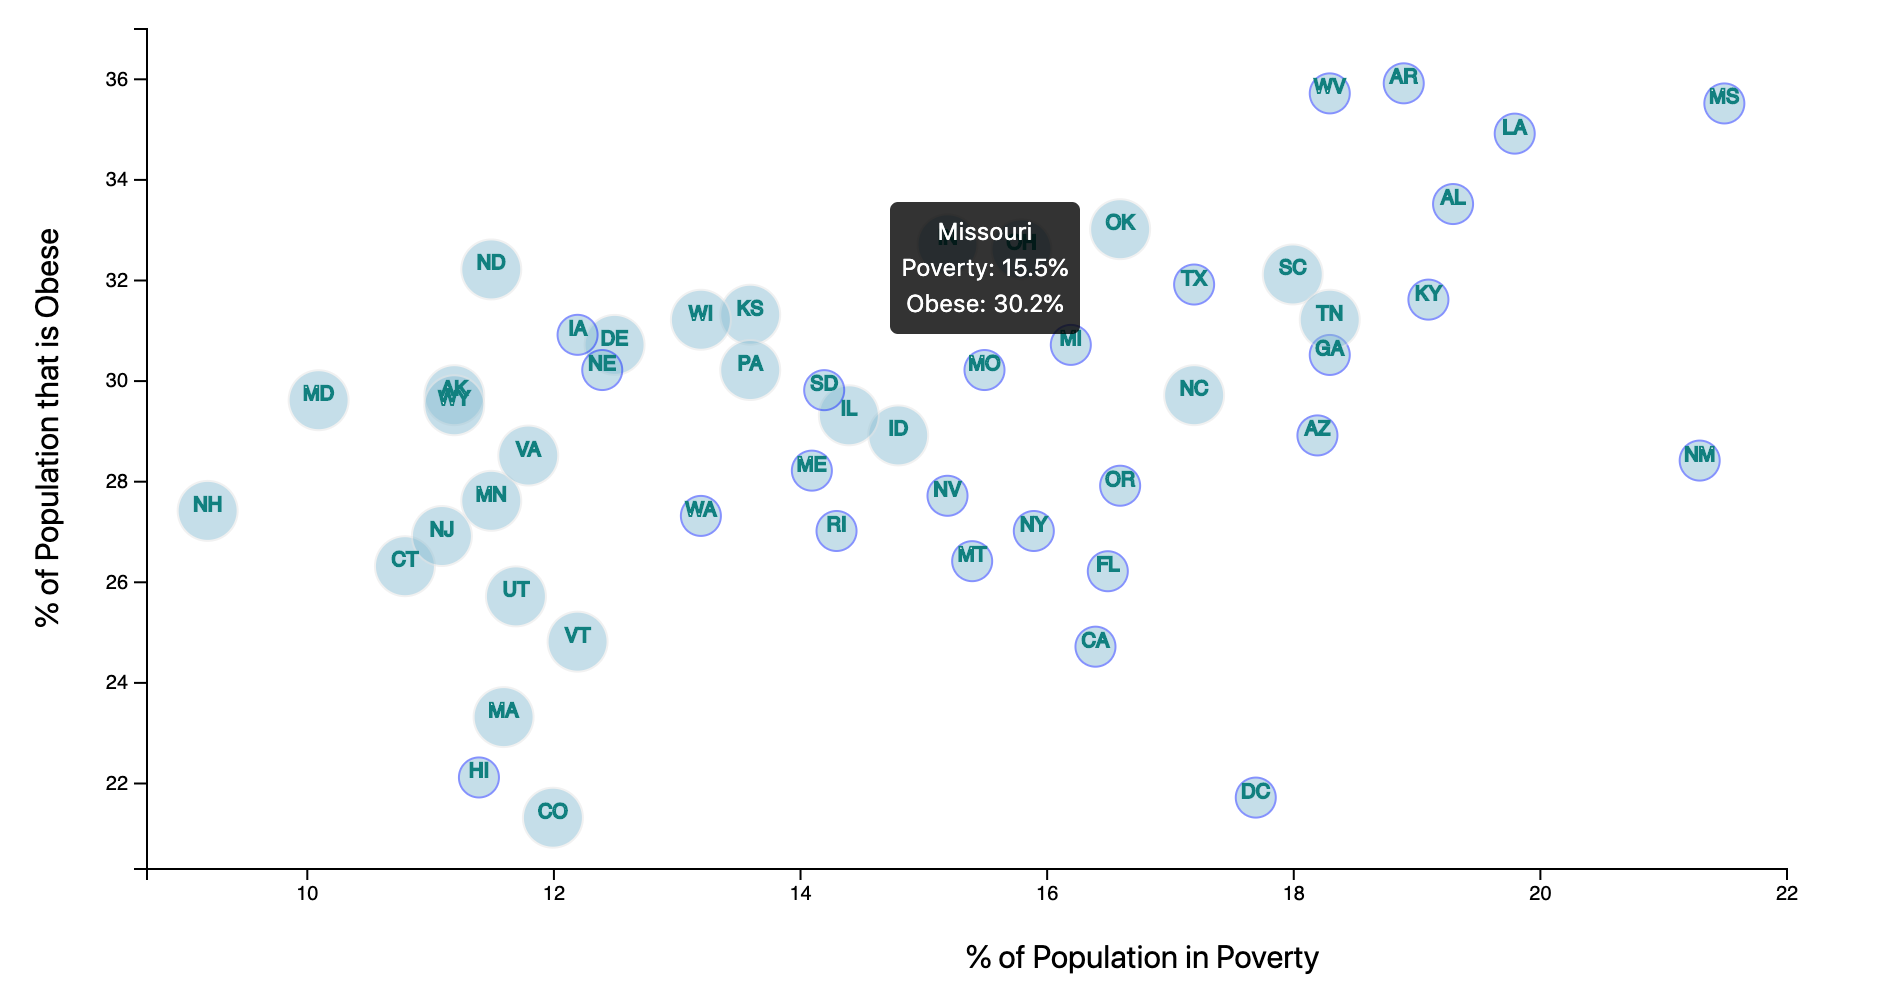 % of Population that is Obese
36
34
32
30
28
26
24
22
WV
AR
MS
LA
AL
IN
OH
OK
Missouri
Poverty: 15.5%
Obese: 30.2%
ND
SC
TX
KY
WI
KS
TN
IA
DE
MI
GA
NE
PA
MO
SD
NC
MD
AK
WY
IL
ID
AZ
VA
NM
ME
OR
MN
NV
NH
WA
RI
NY
NJ
CT
MT
FL
UT
VT
CA
MA
HI
DC
CO
10 12 14 16 18 20 22
% of Population in Poverty